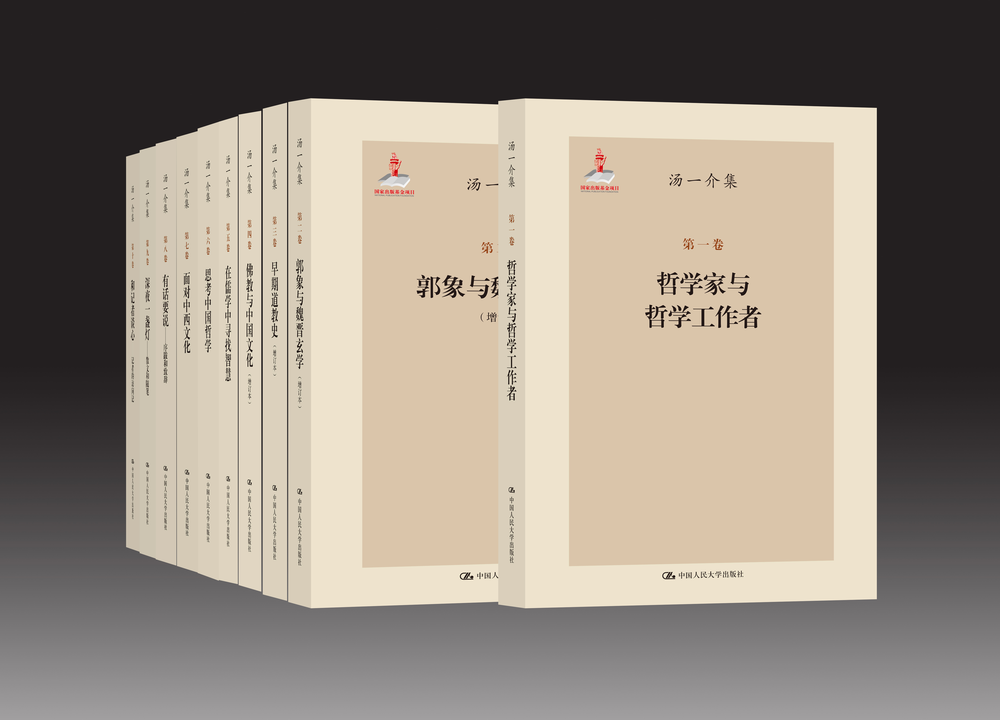 汤一介集
第十卷
和记者谈心
记者的访问记
中国人民大学出版社
汤一介集
第九卷
深夜一盏灯——散文和随笔
中国人民大学出版社
汤一介集
第八卷
有话要说——序跋和致辞
中国人民大学出版社
汤一介集
第七卷
面对中西文化
中国人民大学出版社
汤一介集
第六卷
思考中国哲学
中国人民大学出版社
汤一介集
第五卷
在儒学中寻找智慧
中国人民大学出版社
汤一介集
第四卷
佛教与中国文化(增订本)
中国人民大学出版社
汤一介集
第三卷
早期道教史(增订本)
中国人民大学出版社
汤一介集
第二卷
郭象与魏晋玄学(增订本)
中国人民大学出版社
国家出版基金项目
NATIONAL PUBLICATION FOUNDATION
汤一
第
郭象与
(增
中国人
汤一介集
第一卷
哲学家与哲学工作者
中国人民大学出版社
国家出版基金项目
NATIONAL PUBLICATION FOUNDATION
汤一介集
第一卷
哲学家与
哲学工作者
中国人民大学出版社